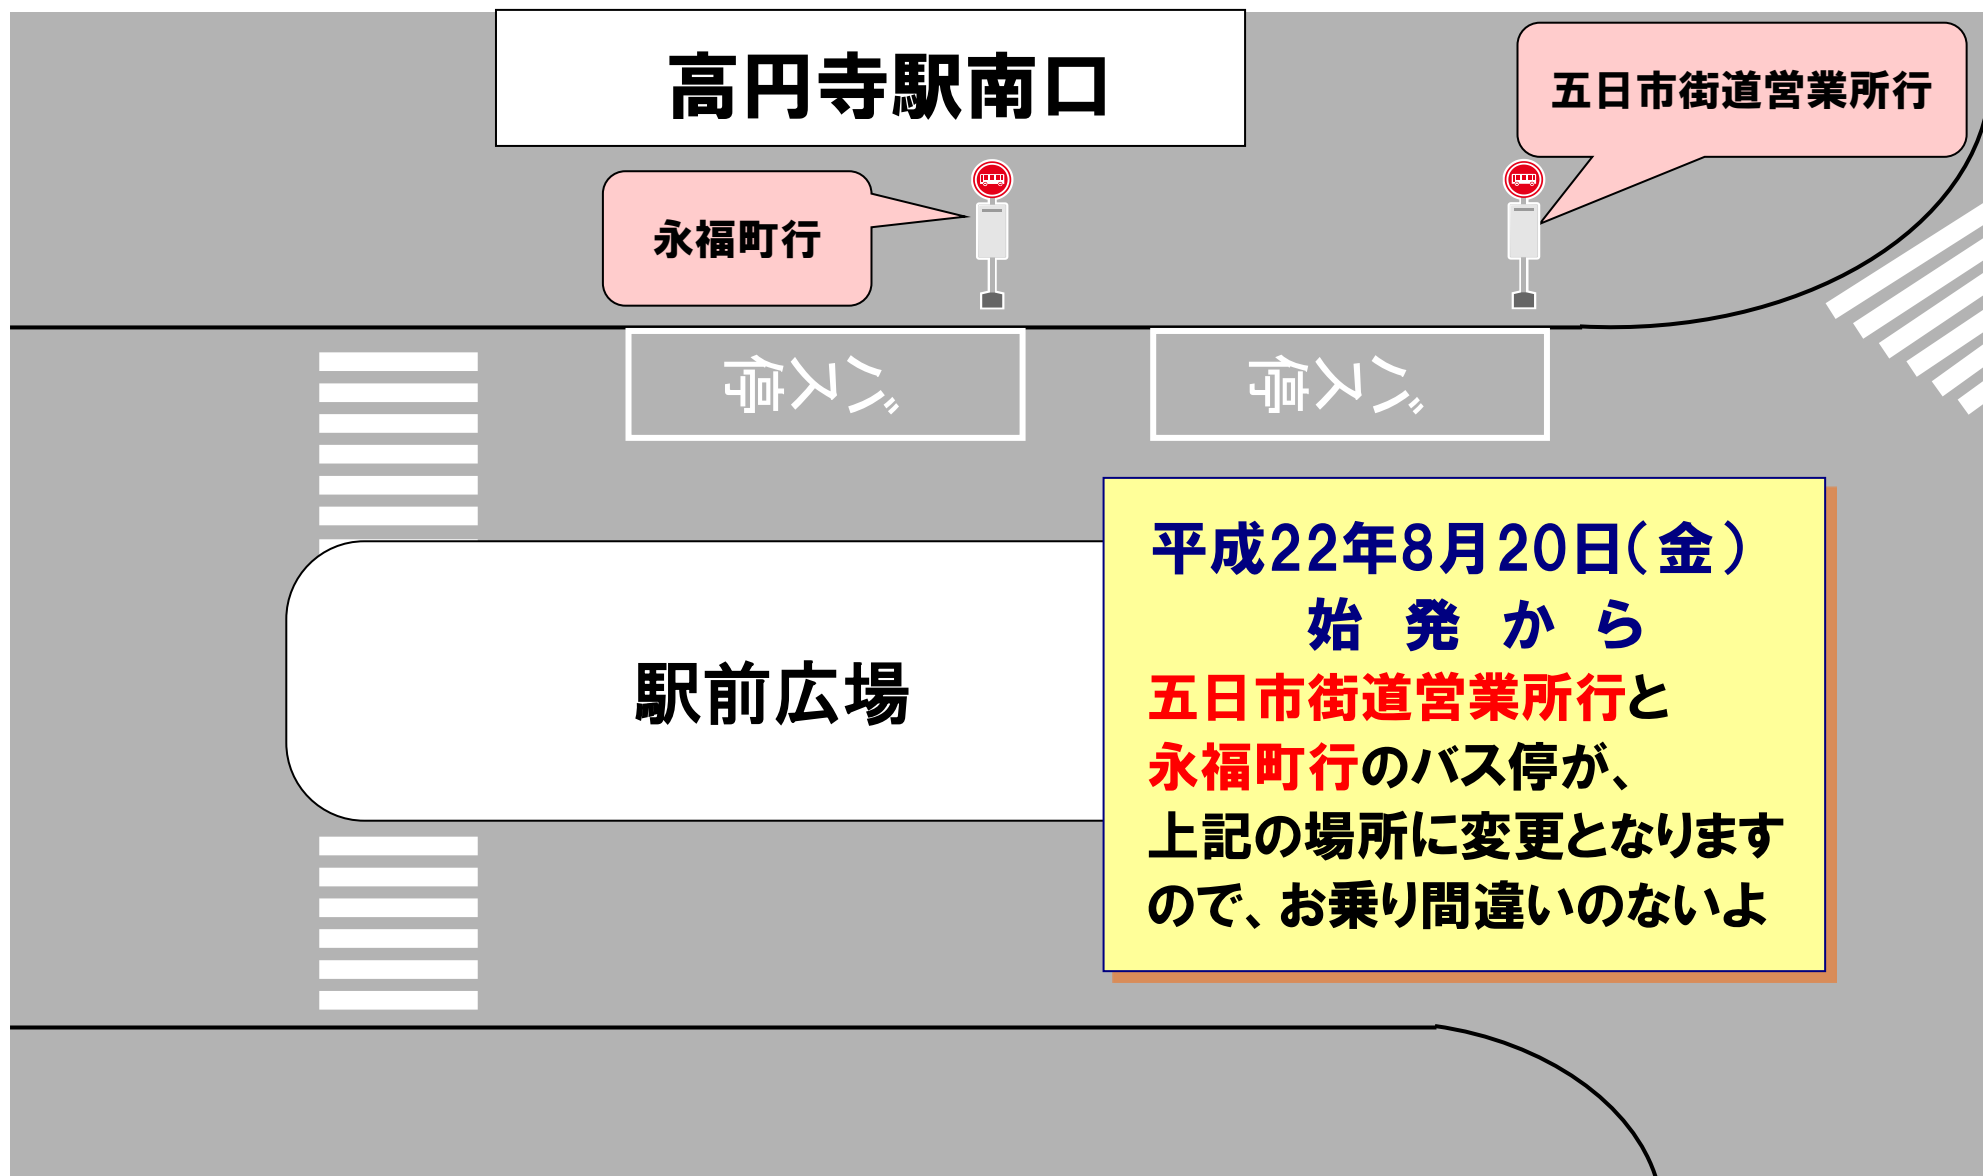 高円寺駅南口
五日市街道営業所行
永福町行
バス停
バス停
駅前広場
平成22年8月20日(金)
始発から
五日市街道営業所行と
永福町行のバス停が、
上記の場所に変更となります
ので、お乗り間違いのないよ